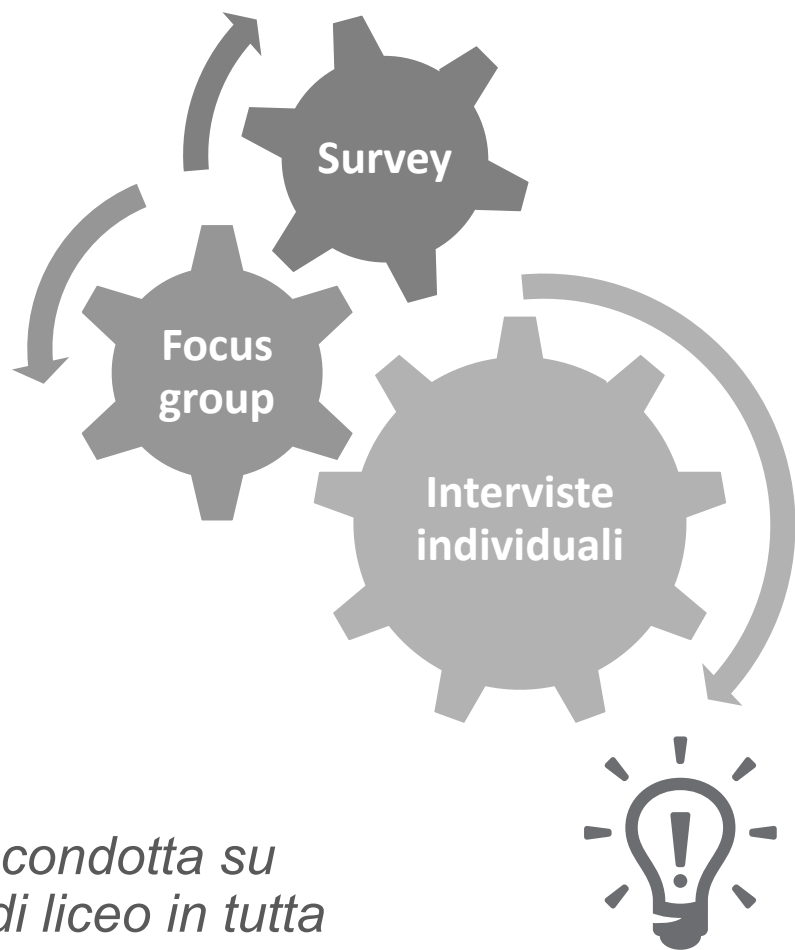 Survey
Focus
group
Interviste
individuali
condotta su
di liceo in tutta